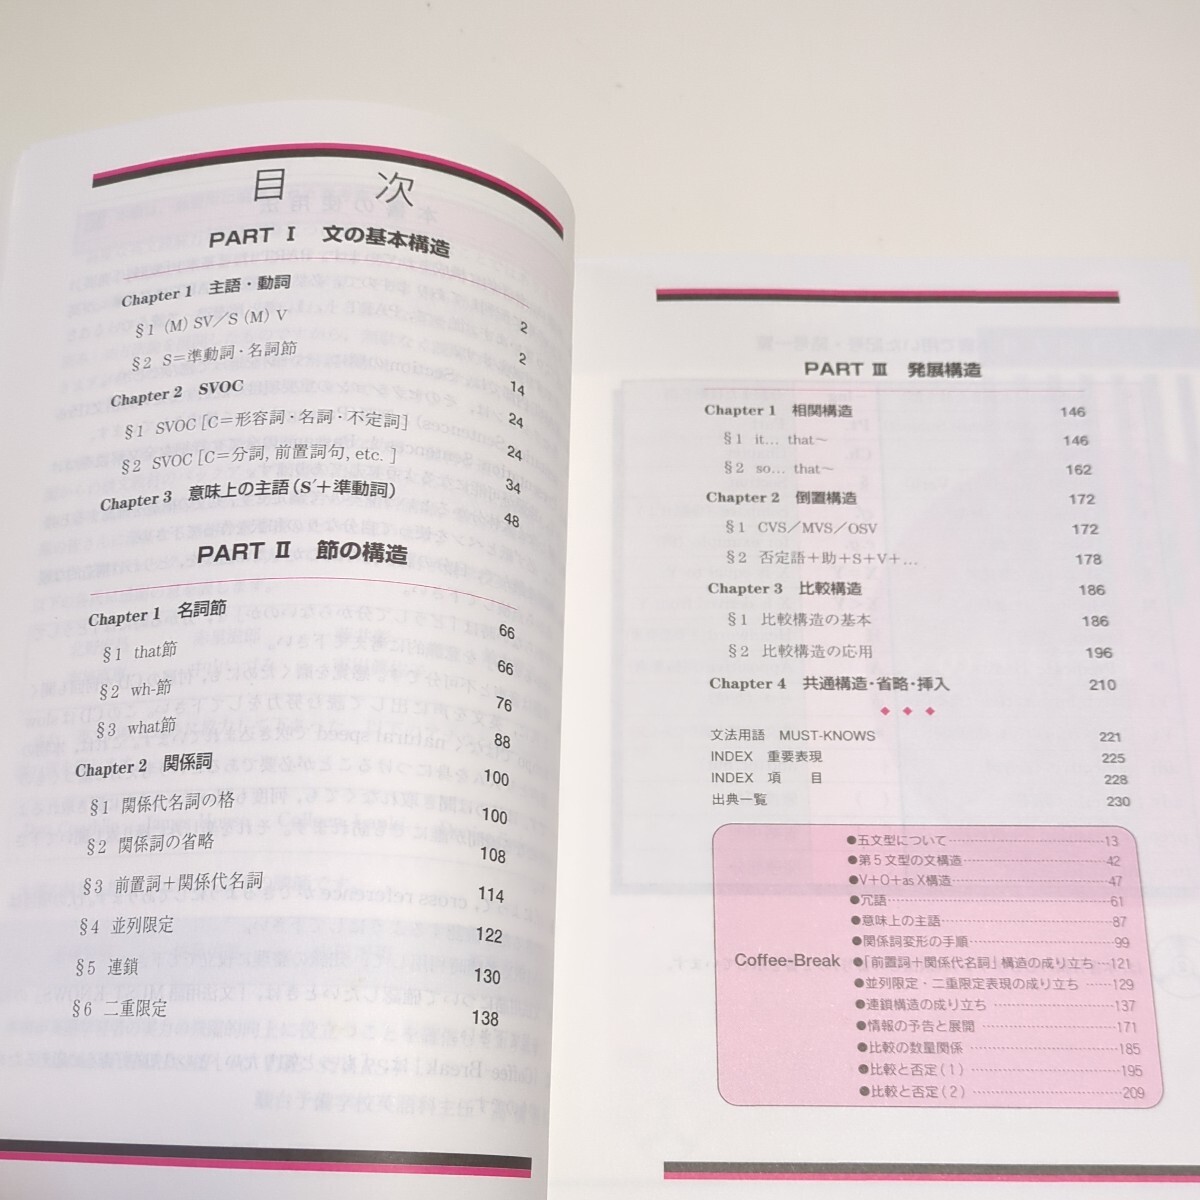 目 次
PART Ⅰ 文の基本構造
Chapter 1 主語・動詞 2
§1 (M) SV／S (M) V 2
§2 S＝準動詞・名詞節 14
Chapter 2 SVOC 24
§1 SVOC [C＝形容詞・名詞・不定詞] 24
§2 SVOC [C＝分詞, 前置詞句, etc. ] 34
Chapter 3 意味上の主語 (S′＋準動詞) 48
PART Ⅱ 節の構造
Chapter 1 名詞節 66
§1 that節 66
§2 wh-節 76
§3 what節 88
Chapter 2 関係詞 100
§1 関係代名詞の格 100
§2 関係詞の省略 108
§3 前置詞＋関係代名詞 114
§4 並列限定 122
§5 連鎖 130
§6 二重限定 138
PART Ⅲ 発展構造
Chapter 1 相関構造 146
§1 it… that〜 146
§2 so… that〜 162
Chapter 2 倒置構造 172
§1 CVS／MVS／OSV 172
§2 否定語＋助＋S＋V＋… 178
Chapter 3 比較構造 186
§1 比較構造の基本 186
§2 比較構造の応用 196
Chapter 4 共通構造・省略・挿入 210
文法用語 MUST-KNOWS 221
INDEX 重要表現 225
INDEX 項 目 228
出典一覧 230
Coffee-Break
●五文型について 13
●第5文型の文構造 42
●V＋O＋as X構造 47
●冗語 61
●意味上の主語 87
●関係詞変形の手順 99
●「前置詞＋関係代名詞」構造の成り立ち 121
●並列限定・二重限定表現の成り立ち 129
●連鎖構造の成り立ち 137
●情報の予告と展開 171
●比較の数量関係 185
●比較と否定(1) 195
●比較と否定(2) 209